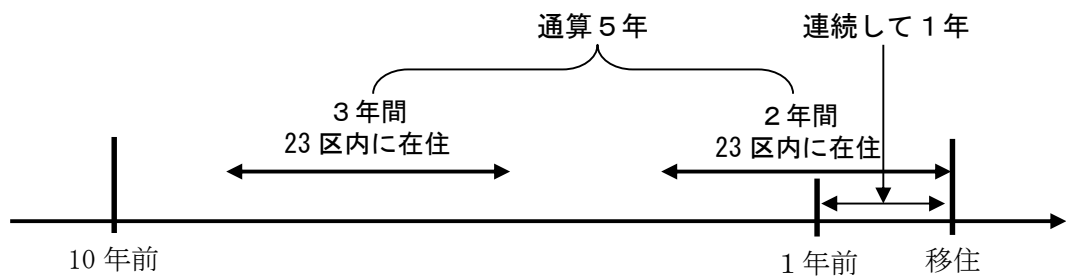 通算５年
連続して１年
３年間
23 区内に在住
２年間
23 区内に在住
10 年前
１年前
移住